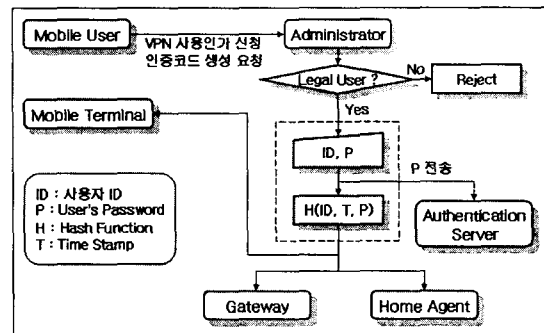 Mobile User
VPN 사용인가 신청
인증코드 생성 요청
Administrator
Legal User ?
No
Reject
Yes
Mobile Terminal
ID, P
P 전송
H(ID, T, P)
Authentication
Server
ID : 사용자 ID
P : User's Password
H : Hash Function
T : Time Stamp
Gateway
Home Agent